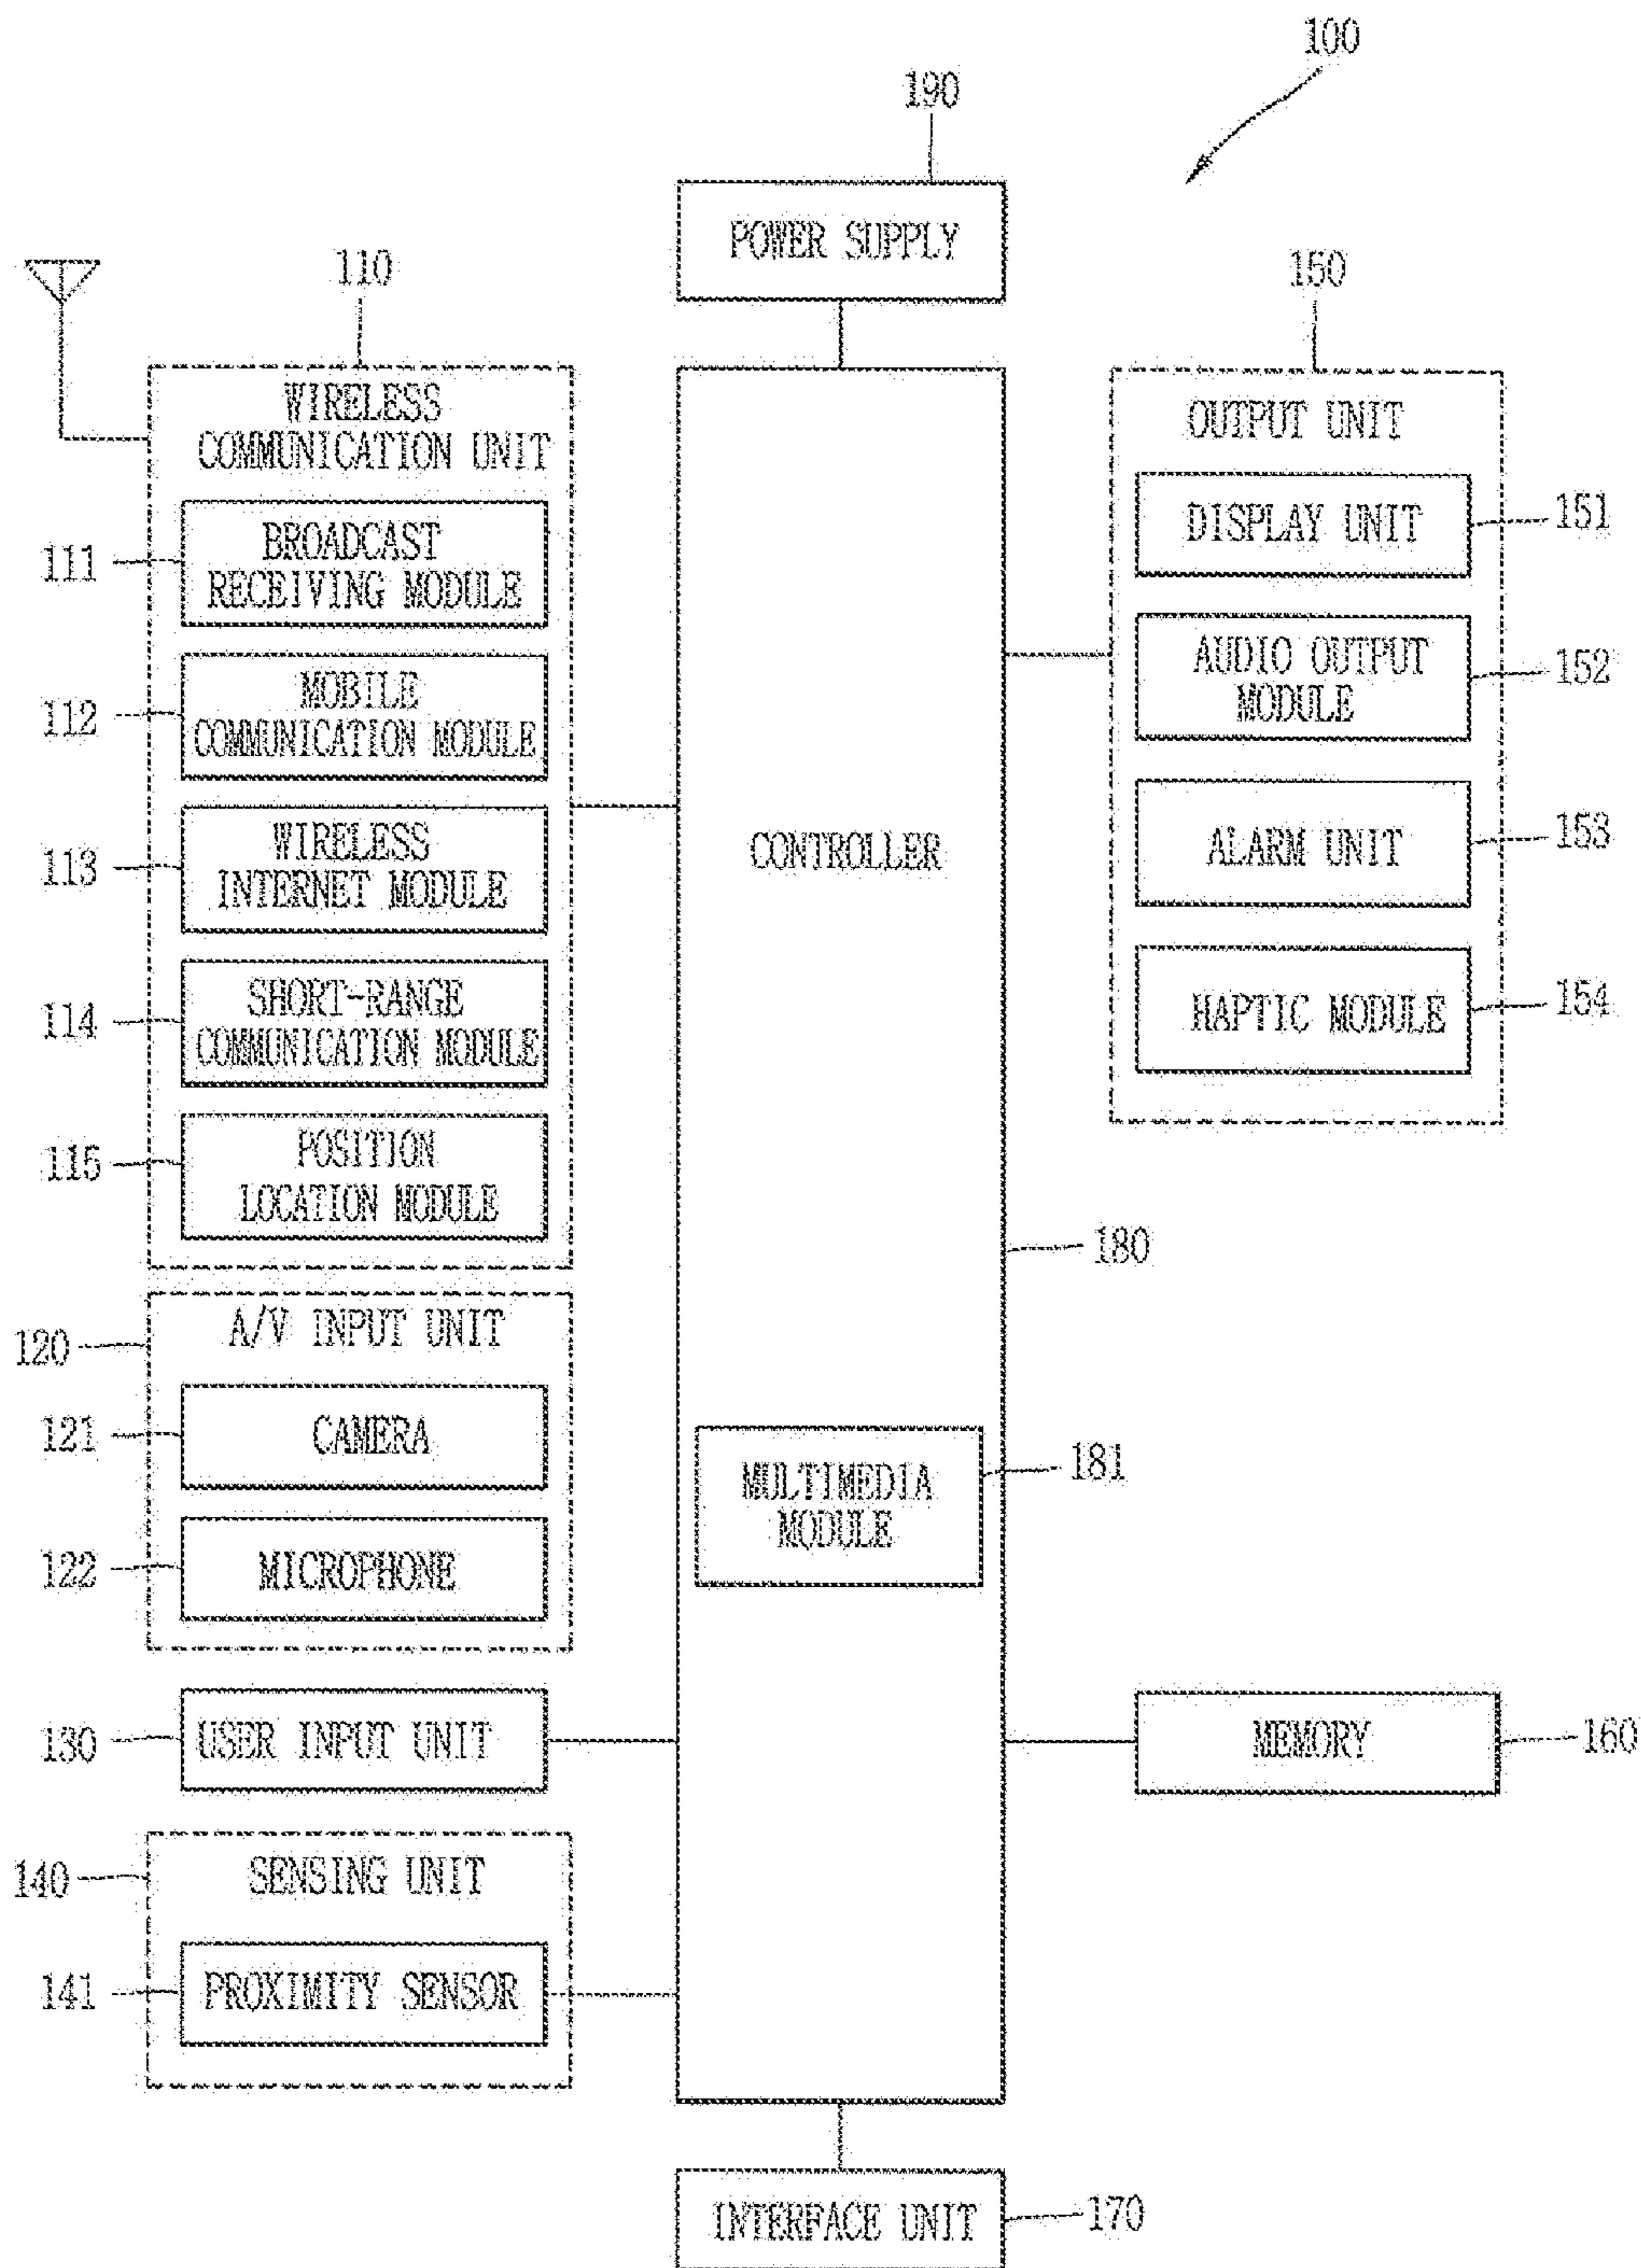 100
190
POWER SUPPLY
110
150
WIRELESS
COMMUNICATION UNIT
111
BROADCAST
RECEIVING MODULE
112
MOBILE
COMMUNICATION MODULE
113
WIRELESS
INTERNET MODULE
114
SHORT-RANGE
COMMUNICATION MODULE
115
POSITION
LOCATION MODULE
120
A/V INPUT UNIT
121
CAMERA
122
MICROPHONE
130
USER INPUT UNIT
140
SENSING UNIT
141
PROXIMITY SENSOR
CONTROLLER
180
MULTIMEDIA
MODULE
181
OUTPUT UNIT
DISPLAY UNIT
151
AUDIO OUTPUT
MODULE
152
ALARM UNIT
153
HAPTIC MODULE
154
MEMORY
160
INTERFACE UNIT
170